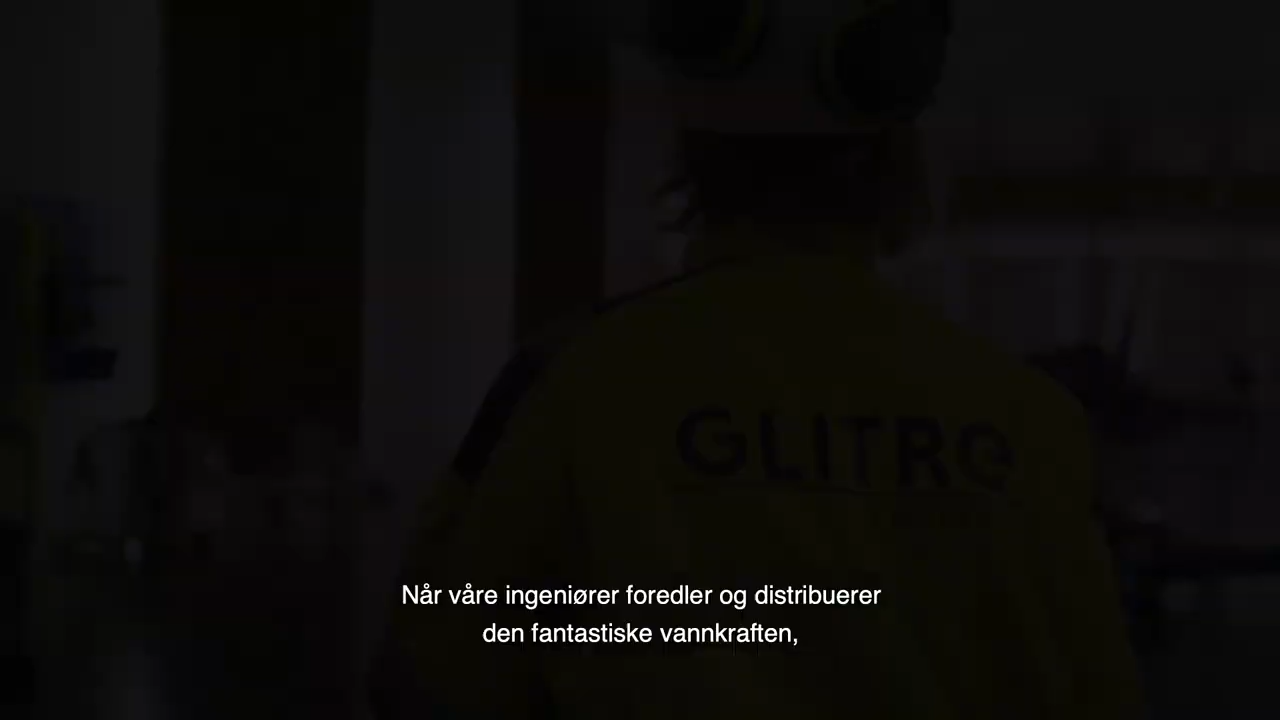 GLITRE
Når våre ingeniører foredler og distribuerer
den fantastiske vannkraften,